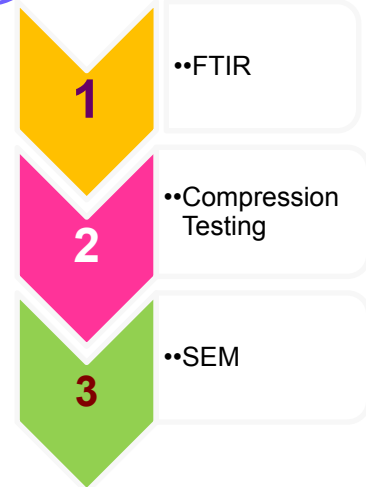 1
••FTIR
2
••Compression
Testing
3
••SEM